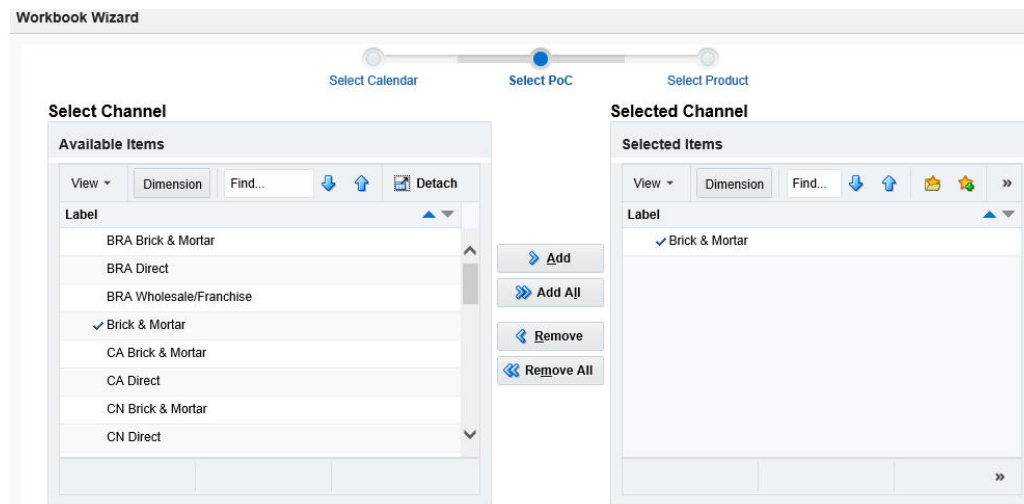 Workbook Wizard
Select Calendar
Select PoC
Select Product
Select Channel
Available Items
View
Dimension
Find...
Detach
Label
BRA Brick & Mortar
BRA Direct
BRA Wholesale/Franchise
Brick & Mortar
CA Brick & Mortar
CA Direct
CN Brick & Mortar
CN Direct
Add
Add All
Remove
Remove All
Selected Channel
Selected Items
View
Dimension
Find...
»
Label
Brick & Mortar
»